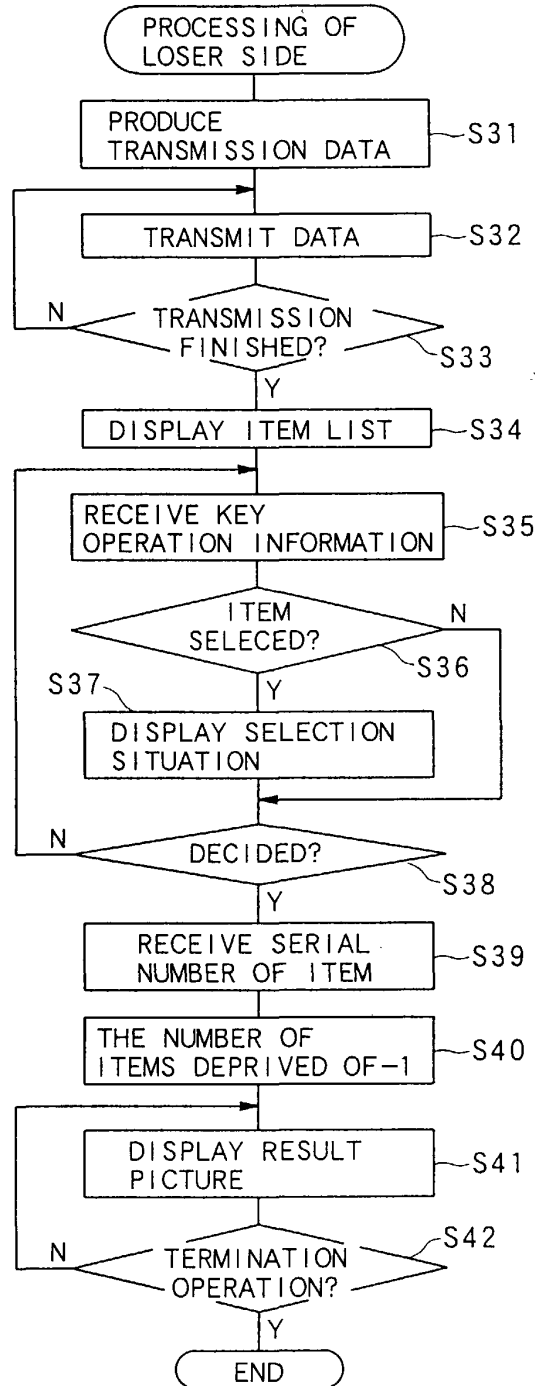 PROCESSING OF
LOSER SIDE
PRODUCE
TRANSMISSION DATA
S31
TRANSMIT DATA
S32
N
TRANSMISSION
FINISHED?
S33
Y
DISPLAY ITEM LIST
S34
RECEIVE KEY
OPERATION INFORMATION
S35
ITEM
SELECED?
N
S36
S37
Y
DISPLAY SELECTION
SITUATION
N
DECIDED?
S38
Y
RECEIVE SERIAL
NUMBER OF ITEM
S39
THE NUMBER OF
ITEMS DEPRIVED OF-1
S40
DISPLAY RESULT
PICTURE
S41
S42
N
TERMINATION
OPERATION?
Y
END